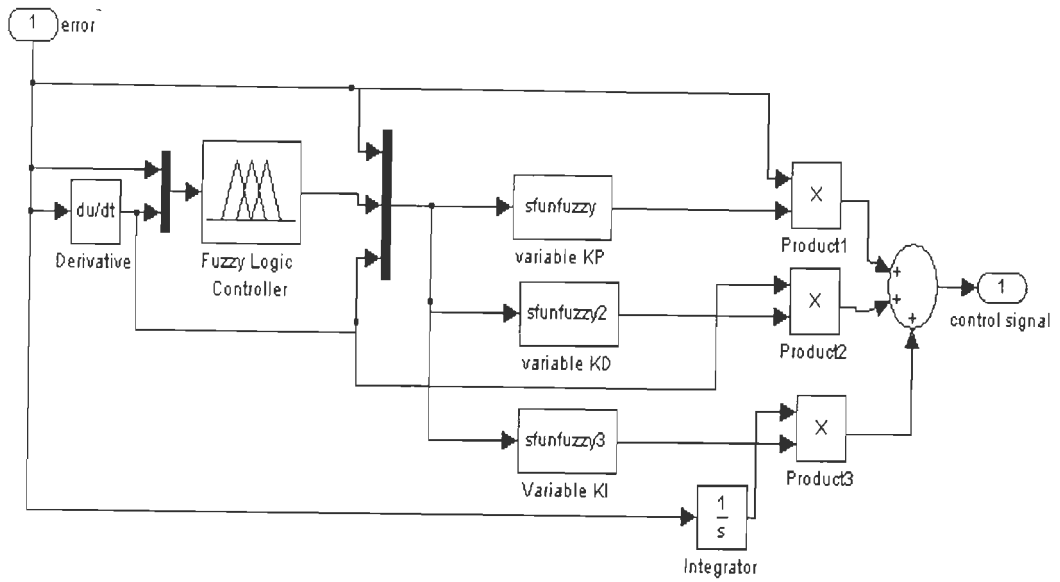 1
error
X
sfunfuzzy
du/dt
Product1
variable KP
Derivative
Fuzzy Logic
Controller
+
+
+
1
control signal
X
sfunfuzzy2
Product2
variable KD
X
sfunfuzzy3
Product3
Variable KI
1
s
Integrator